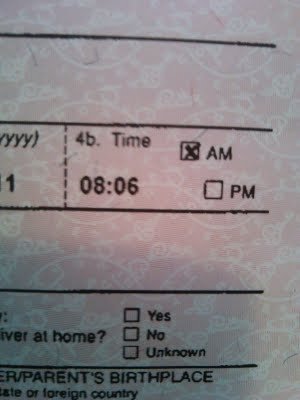 yyyy) 4b. Time ☒ AM
11 08:06 ☐ PM
: ☐ Yes
iver at home? ☐ No
☐ Unknown
ER/PARENT'S BIRTHPLACE
tate or foreign country